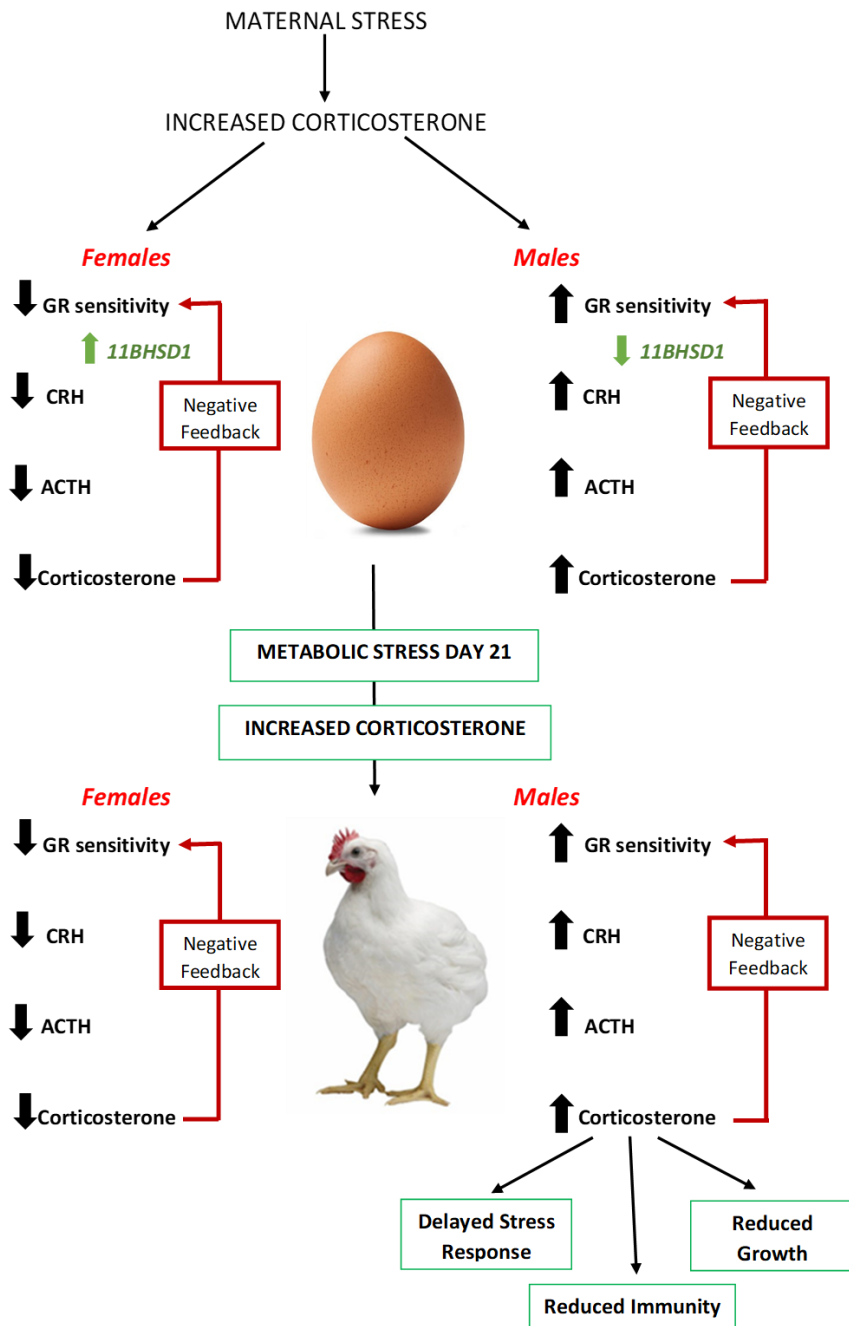 MATERNAL STRESS
INCREASED CORTICOSTERONE
Females
GR sensitivity
11BHSD1
CRH
ACTH
Corticosterone
Negative
Feedback
Males
GR sensitivity
11BHSD1
CRH
ACTH
Corticosterone
Negative
Feedback
METABOLIC STRESS DAY 21
INCREASED CORTICOSTERONE
Females
GR sensitivity
CRH
ACTH
Corticosterone
Negative
Feedback
Males
GR sensitivity
CRH
ACTH
Corticosterone
Negative
Feedback
Delayed Stress
Response
Reduced Immunity
Reduced
Growth